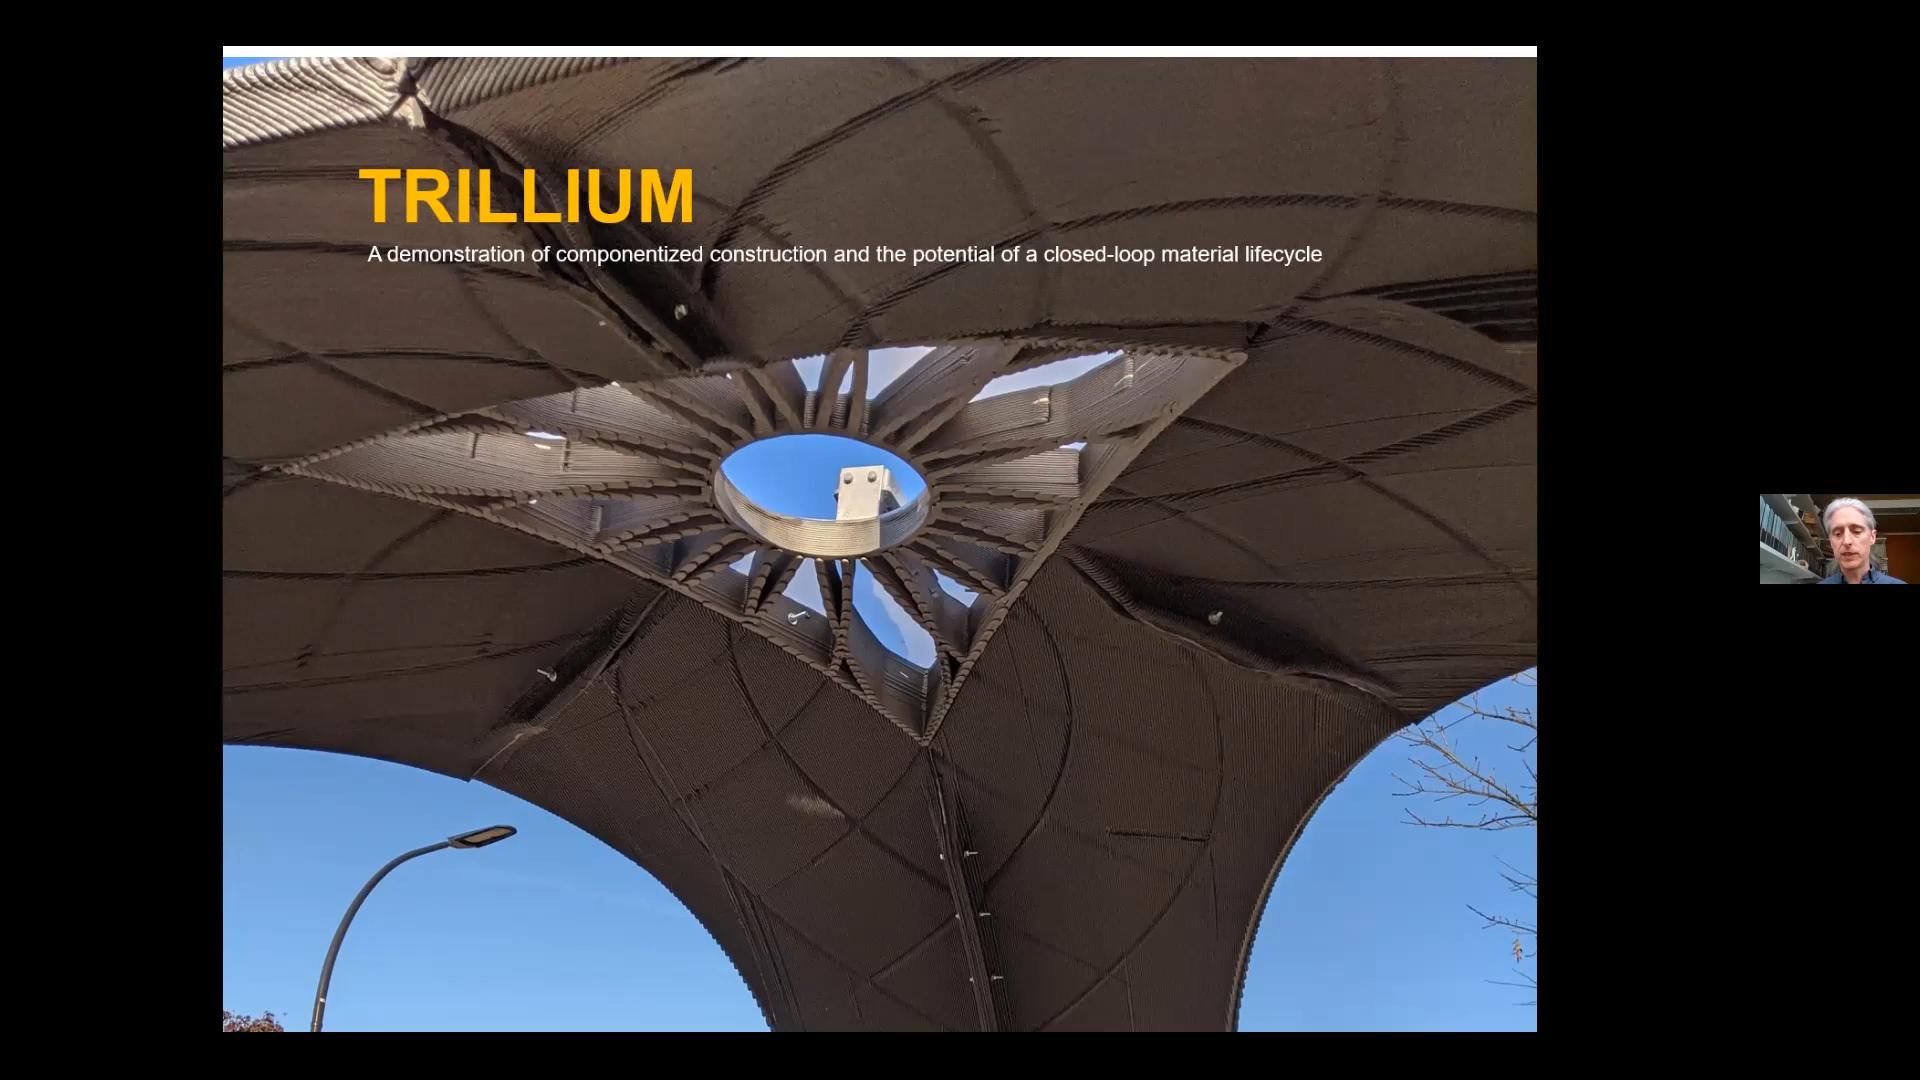 TRILLIUM
A demonstration of componentized construction and the potential of a closed-loop material lifecycle